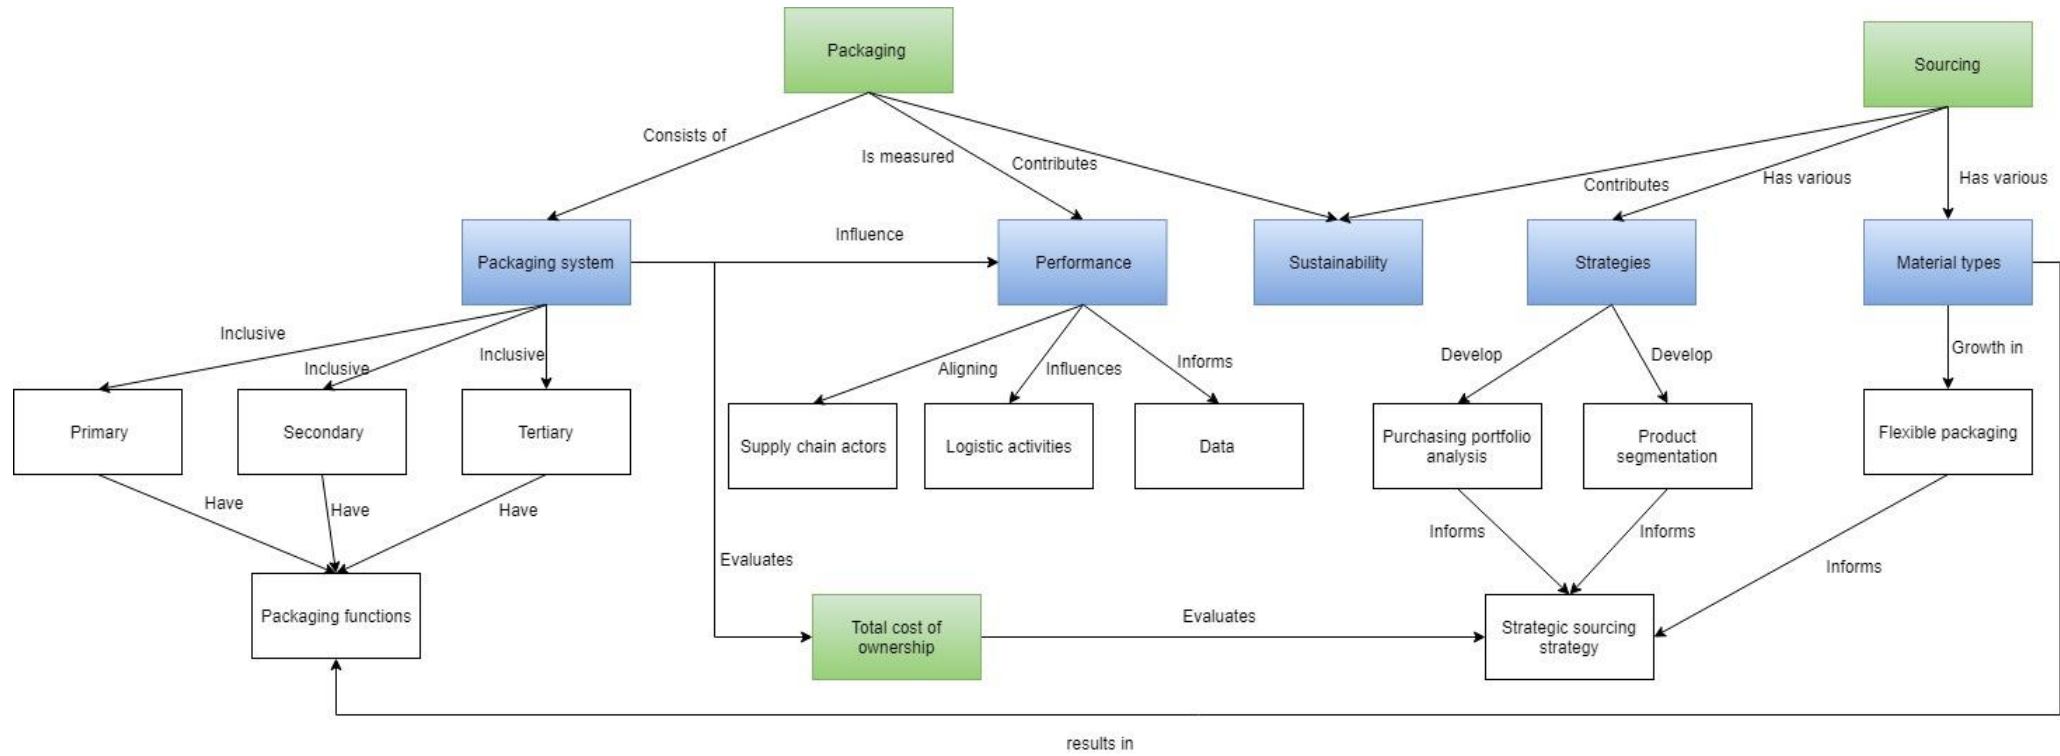 Packaging
Sourcing
Consists of
Is measured
Contributes
Contributes
Has various
Has various
Packaging system
Influence
Performance
Sustainability
Strategies
Material types
Inclusive
Inclusive
Inclusive
Aligning
Influences
Informs
Develop
Develop
Growth in
Primary
Secondary
Tertiary
Supply chain actors
Logistic activities
Data
Purchasing portfolio
analysis
Product
segmentation
Flexible packaging
Have
Have
Have
Informs
Informs
Informs
Evaluates
Packaging functions
Total cost of
ownership
Evaluates
Strategic sourcing
strategy
results in